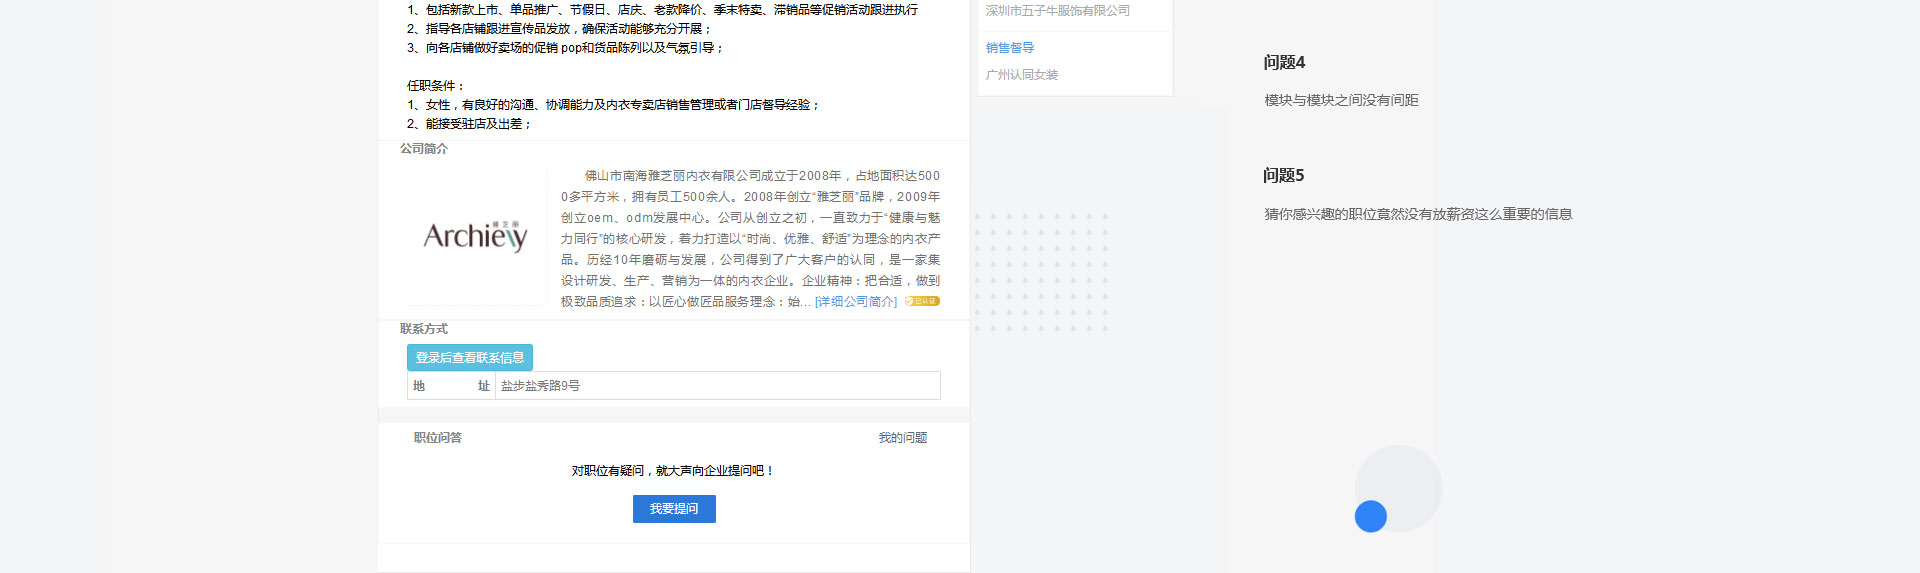 1、包括新款上市、单品推广、节假日、店庆、老款降价、季末特卖、滞销品等促销活动跟进执行
2、指导各店铺跟进宣传品发放，确保活动能够充分开展；
3、向各店铺做好卖场的促销 pop和货品陈列以及气氛引导；
任职条件：
1、女性，有良好的沟通、协调能力及内衣专卖店销售管理或者门店督导经验；
2、能接受驻店及出差；
公司简介
雅芝丽
Archiely
佛山市南海雅芝丽内衣有限公司成立于2008年，占地面积达500
0多平方米，拥有员工500余人。2008年创立“雅芝丽”品牌，2009年
创立oem、odm发展中心。公司从创立之初，一直致力于“健康与魅
力同行”的核心研发，着力打造以“时尚、优雅、舒适”为理念的内衣产
品。历经10年磨砺与发展，公司得到了广大客户的认同，是一家集
设计研发、生产、营销为一体的内衣企业。企业精神：把合适，做到
极致品质追求：以匠心做匠品服务理念：始... [详细公司简介] 已认证
联系方式
登录后查看联系信息
地 址 盐步盐秀路9号
职位问答 我的问题
对职位有疑问，就大声向企业提问吧！
我要提问
深圳市五子牛服饰有限公司
销售督导
广州认同女装
问题4
模块与模块之间没有间距
问题5
猜你感兴趣的职位竟然没有放薪资这么重要的信息